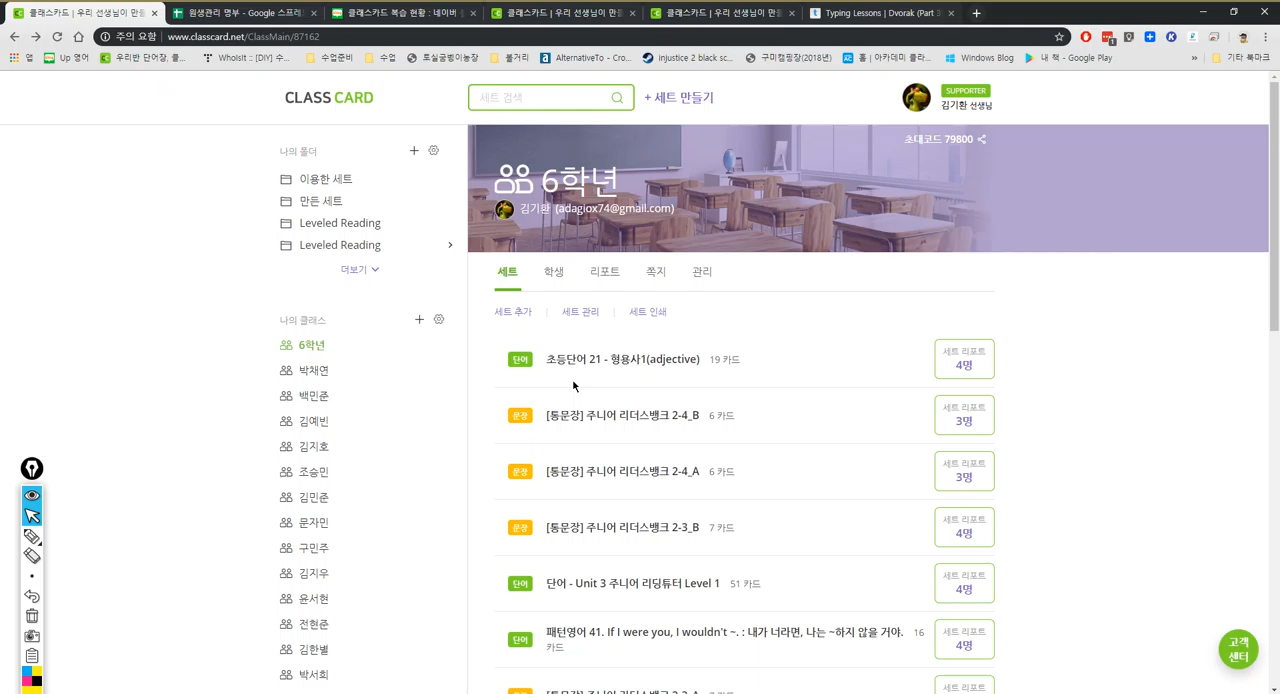 클래스카드 | 우리 선생님이 만들
원생관리 명부 - Google 스프레
클래스카드 복습 현황 : 네이버 블
클래스카드 | 우리 선생님이 만든
클래스카드 | 우리 선생님이 만든
Typing Lessons | Dvorak (Part 3
주의 요함 www.classcard.net/ClassMain/87162
앱 Up 영어 우리반 단어장, 클... WhoIst :: [DIY] 수... 수업준비 수업 토실궁뱅이농장 볼거리 AlternativeTo - Cro... injustice 2 black sc... 구미캠핑장(2018년) 홈 | 아카데미 클라... Windows Blog 내 책 - Google Play » 기타 북마크
CLASS CARD
세트 검색
+ 세트 만들기
SUPPORTER
김기환 선생님
나의 폴더
이용한 세트
만든 세트
Leveled Reading
Leveled Reading
더보기
나의 클래스
6학년
박채연
백민준
김예빈
김지호
조승민
김민준
문자민
구민주
김지우
윤서현
전현준
김한별
박서희
초대코드 79800
6학년
김기환 (adagiox74@gmail.com)
세트 학생 리포트 쪽지 관리
세트 추가 | 세트 관리 | 세트 인쇄
단어 초등단어 21 - 형용사1(adjective) 19 카드 세트 리포트 4명
문장 [통문장] 주니어 리더스뱅크 2-4_B 6 카드 세트 리포트 3명
문장 [통문장] 주니어 리더스뱅크 2-4_A 6 카드 세트 리포트 3명
문장 [통문장] 주니어 리더스뱅크 2-3_B 7 카드 세트 리포트 4명
단어 단어 - Unit 3 주니어 리딩튜터 Level 1 51 카드 세트 리포트 4명
단어 패턴영어 41. If I were you, I wouldn't ~. : 내가 너라면, 나는 ~하지 않을 거야. 16 카드 세트 리포트 4명
세트 리포트
고객
센터